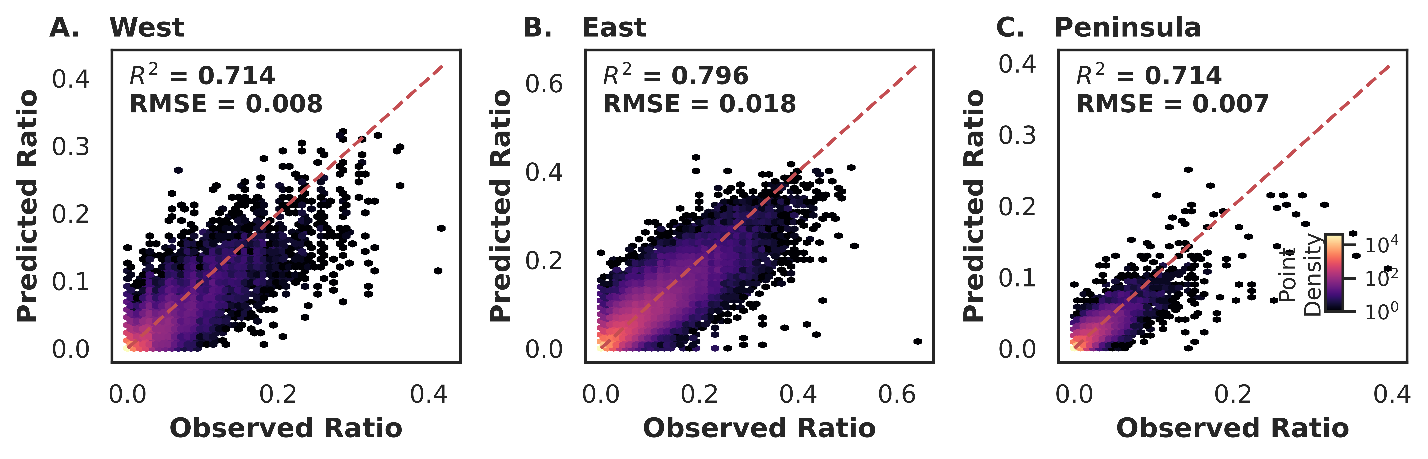 A. West
R² = 0.714
RMSE = 0.008
Predicted Ratio
0.4
0.3
0.2
0.1
0.0
0.0 0.2 0.4
Observed Ratio
B. East
R² = 0.796
RMSE = 0.018
Predicted Ratio
0.6
0.4
0.2
0.0
0.0 0.2 0.4 0.6
Observed Ratio
C. Peninsula
R² = 0.714
RMSE = 0.007
Predicted Ratio
0.4
0.3
0.2
0.1
0.0
0.0 0.2 0.4
Observed Ratio
Point
Density
10⁴
10²
10⁰